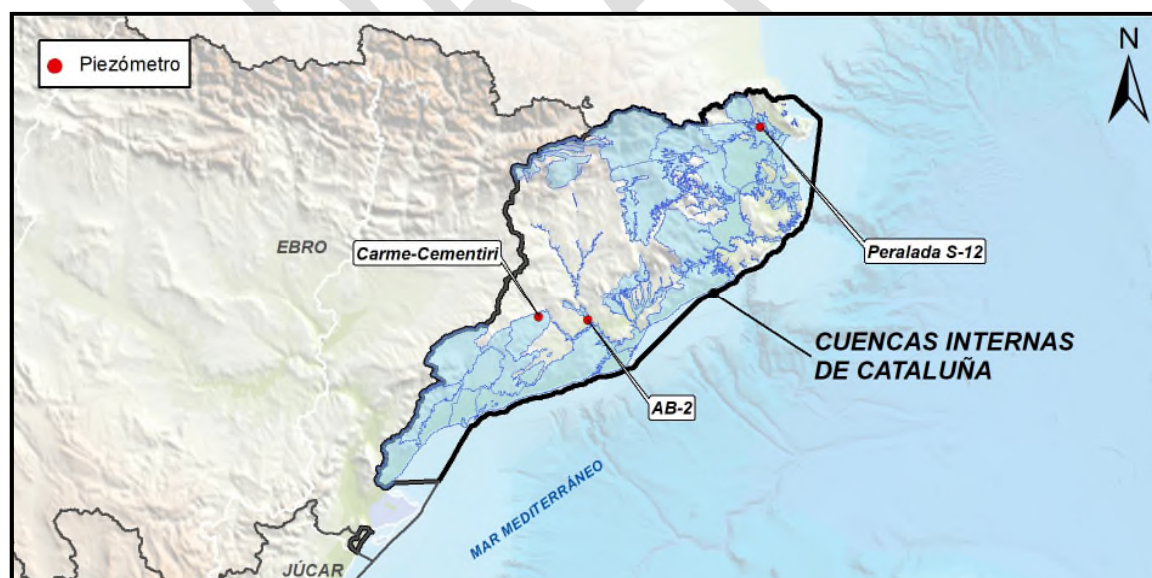 Piezómetro
N
EBRO
Carme-Cementiri
Peralada S-12
CUENCAS INTERNAS
DE CATALUÑA
AB-2
MAR MEDITERRÁNEO
JÚCAR